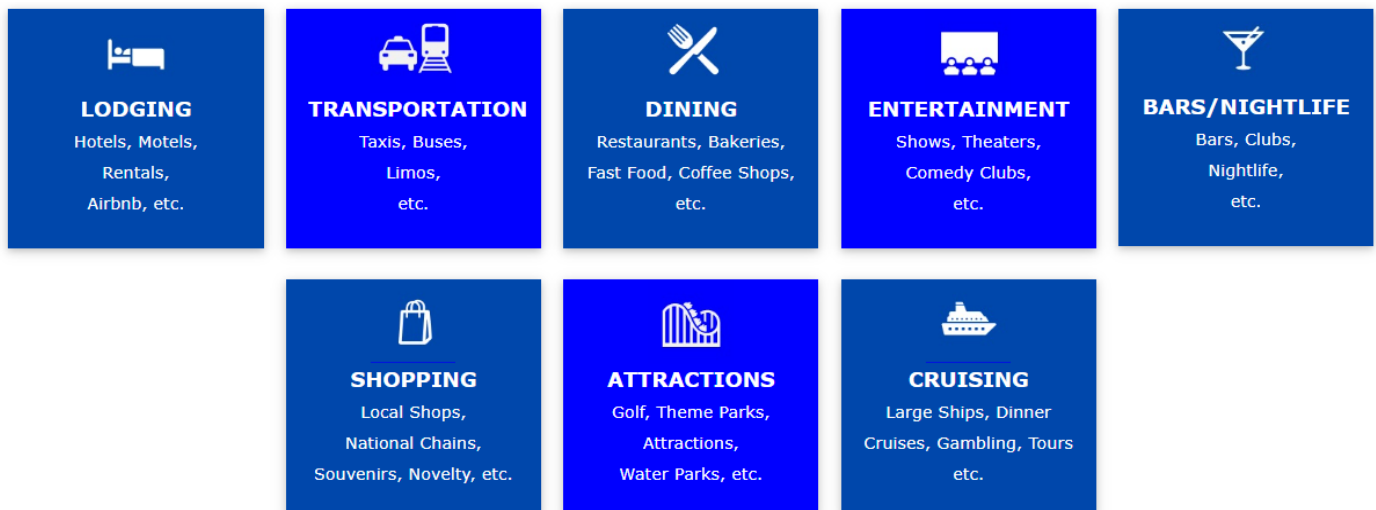 LODGING
Hotels, Motels,
Rentals,
Airbnb, etc.
TRANSPORTATION
Taxis, Buses,
Limos,
etc.
DINING
Restaurants, Bakeries,
Fast Food, Coffee Shops,
etc.
ENTERTAINMENT
Shows, Theaters,
Comedy Clubs,
etc.
BARS/NIGHTLIFE
Bars, Clubs,
Nightlife,
etc.
SHOPPING
Local Shops,
National Chains,
Souvenirs, Novelty, etc.
ATTRACTIONS
Golf, Theme Parks,
Attractions,
Water Parks, etc.
CRUISING
Large Ships, Dinner
Cruises, Gambling, Tours
etc.